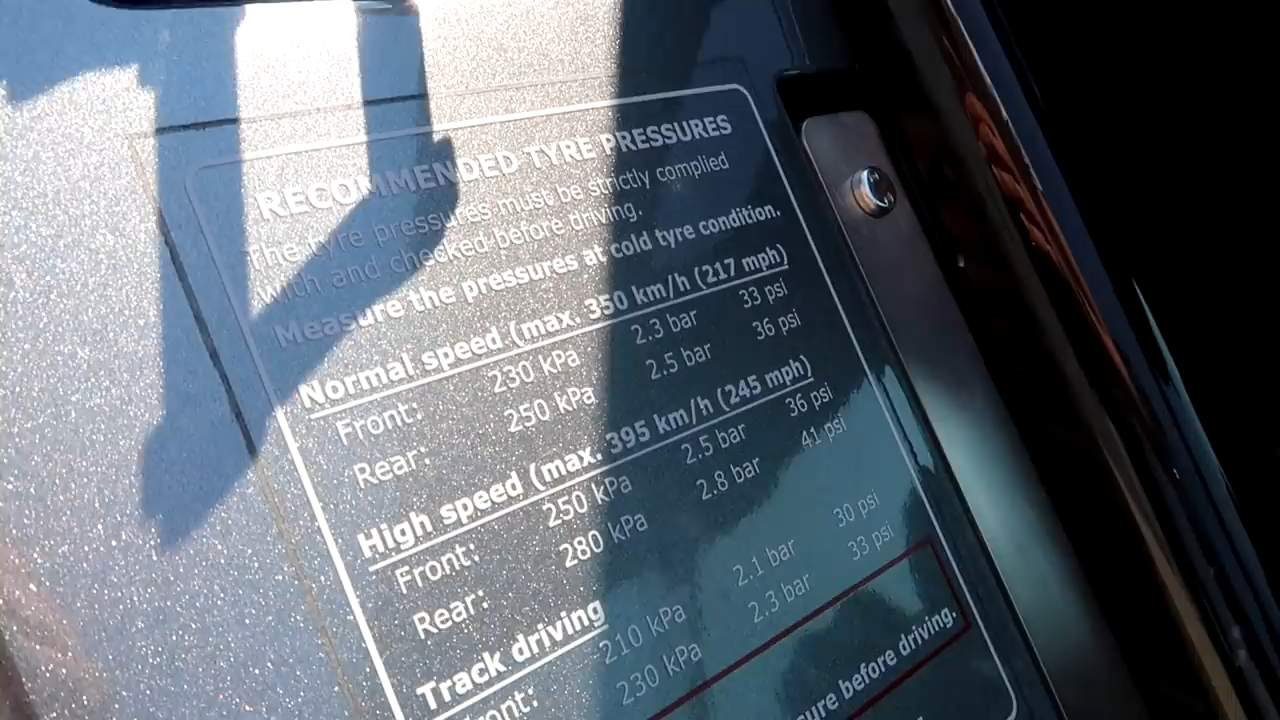 RECOMMENDED TYRE PRESSURES
The tyre pressures must be strictly complied
with and checked before driving.
Measure the pressures at cold tyre condition.
Normal speed (max. 350 km/h (217 mph)
Front: 230 kPa 2.3 bar 33 psi
Rear: 250 kPa 2.5 bar 36 psi
High speed (max. 395 km/h (245 mph)
Front: 250 kPa 2.5 bar 36 psi
Rear: 280 kPa 2.8 bar 41 psi
Track driving
Front: 210 kPa 2.1 bar 30 psi
230 kPa 2.3 bar 33 psi
before driving.